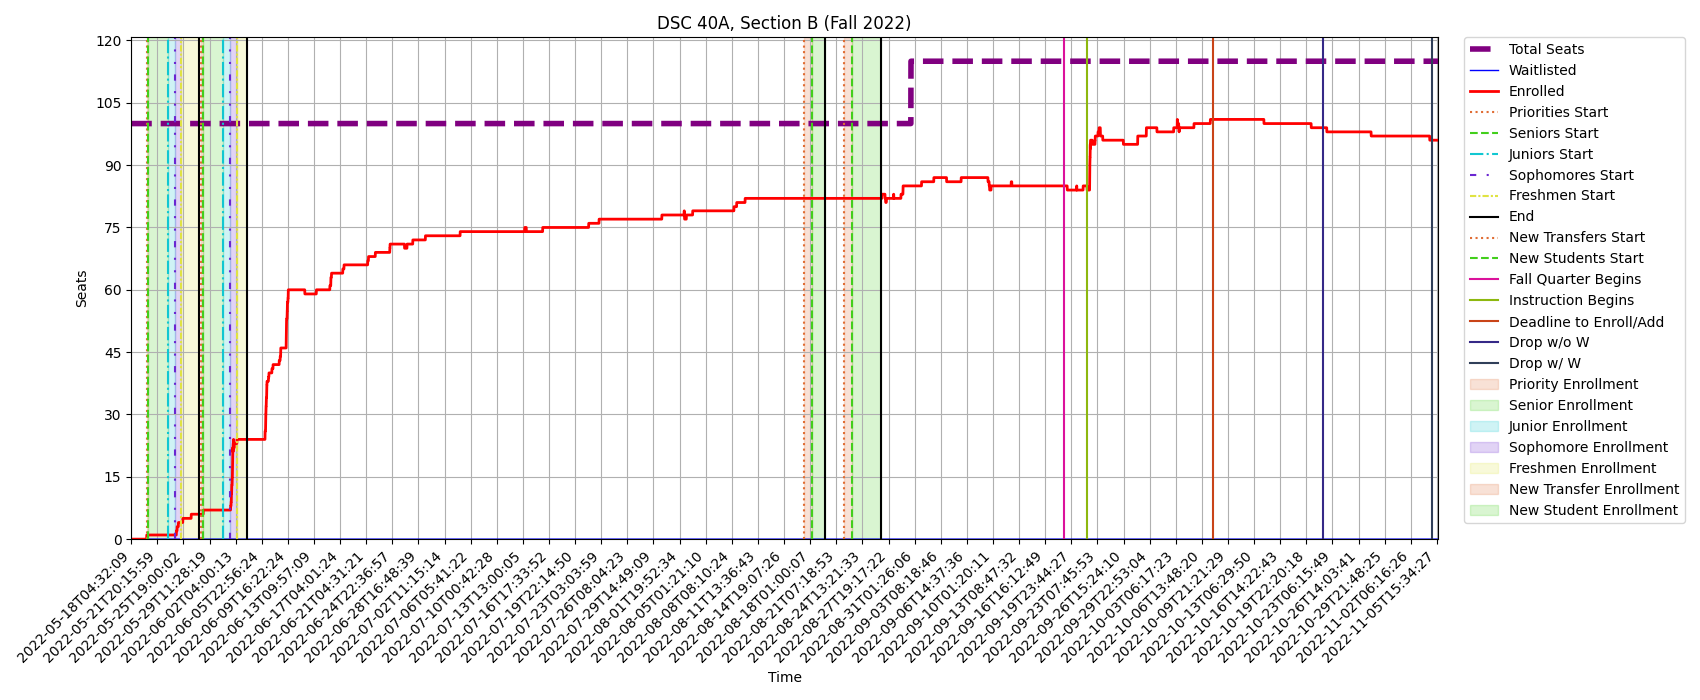 DSC 40A, Section B (Fall 2022)
Seats
120
105
90
75
60
45
30
15
0
2022-05-18T04:32:09
2022-05-21T20:15:59
2022-05-25T19:00:02
2022-05-29T11:28:19
2022-06-02T04:00:13
2022-06-05T22:56:24
2022-06-09T16:22:24
2022-06-13T09:57:09
2022-06-17T04:01:24
2022-06-21T04:31:21
2022-06-24T22:36:57
2022-06-28T16:48:39
2022-07-02T11:15:14
2022-07-06T05:41:22
2022-07-10T00:42:28
2022-07-13T13:00:05
2022-07-16T17:33:52
2022-07-19T22:14:50
2022-07-23T03:03:59
2022-07-26T08:04:23
2022-07-29T14:49:09
2022-08-01T19:52:34
2022-08-05T01:21:10
2022-08-08T08:10:24
2022-08-11T13:36:43
2022-08-14T19:07:26
2022-08-18T01:00:07
2022-08-21T07:18:53
2022-08-24T13:21:33
2022-08-27T19:17:22
2022-08-31T01:26:06
2022-09-03T08:18:46
2022-09-06T14:37:36
2022-09-10T01:20:11
2022-09-13T08:47:32
2022-09-16T16:12:49
2022-09-19T23:44:27
2022-09-23T07:45:53
2022-09-26T15:24:10
2022-09-29T22:53:04
2022-10-03T06:17:23
2022-10-06T13:48:20
2022-10-09T21:21:29
2022-10-13T06:29:50
2022-10-16T14:22:43
2022-10-19T22:20:18
2022-10-23T06:15:49
2022-10-26T14:03:41
2022-10-29T21:48:25
2022-11-02T06:16:26
2022-11-05T15:34:27
Time
Total Seats
Waitlisted
Enrolled
Priorities Start
Seniors Start
Juniors Start
Sophomores Start
Freshmen Start
End
New Transfers Start
New Students Start
Fall Quarter Begins
Instruction Begins
Deadline to Enroll/Add
Drop w/o W
Drop w/ W
Priority Enrollment
Senior Enrollment
Junior Enrollment
Sophomore Enrollment
Freshmen Enrollment
New Transfer Enrollment
New Student Enrollment